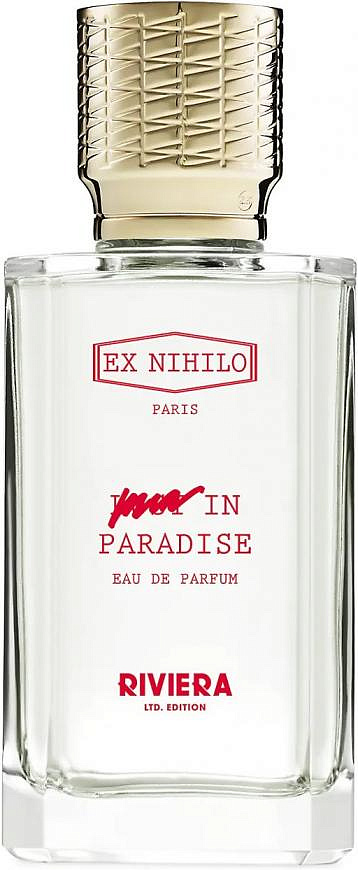 EX NIHILO
PARIS
IN
PARADISE
EAU DE PARFUM
RIVIERA
LTD. EDITION